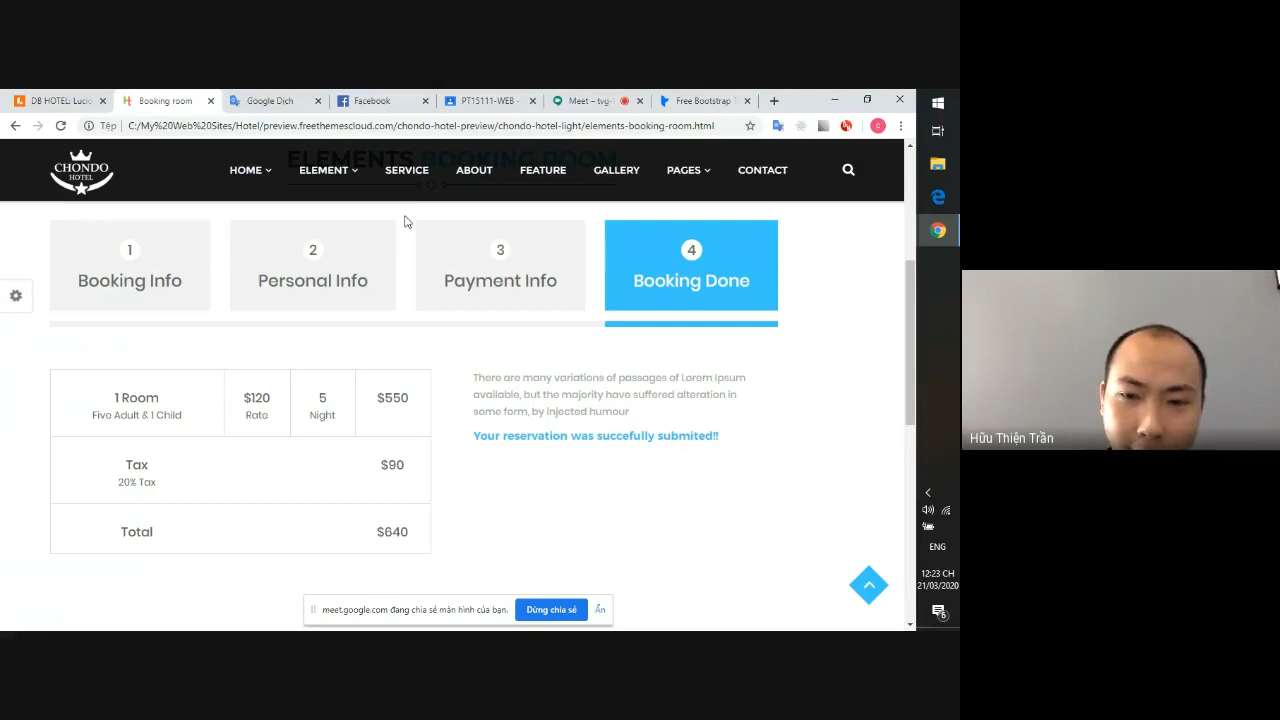 DB HOTEL: Lucid
Booking room
Google Dịch
Facebook
PT15111-WEB -
Meet – tvg-
Free Bootstrap
Tệp
C:/My%20Web%20Sites/Hotel/preview.freethemescloud.com/chondo-hotel-preview/chondo-hotel-light/elements-booking-room.html
ELEMENTS BOOKING ROOM
CHONDO
HOTEL
HOME
ELEMENT
SERVICE
ABOUT
FEATURE
GALLERY
PAGES
CONTACT
1
Booking Info
2
Personal Info
3
Payment Info
4
Booking Done
1 Room
Five Adult & 1 Child
$120
Rate
5
Night
$550
Tax
20% Tax
$90
Total
$640
There are many variations of passages of Lorem Ipsum
available, but the majority have suffered alteration in
some form, by injected humour
Your reservation was succefully submited!!
meet.google.com đang chia sẻ màn hình của bạn.
Dừng chia sẻ
Ẩn
ENG
12:23 CH
21/03/2020
Hữu Thiện Trần